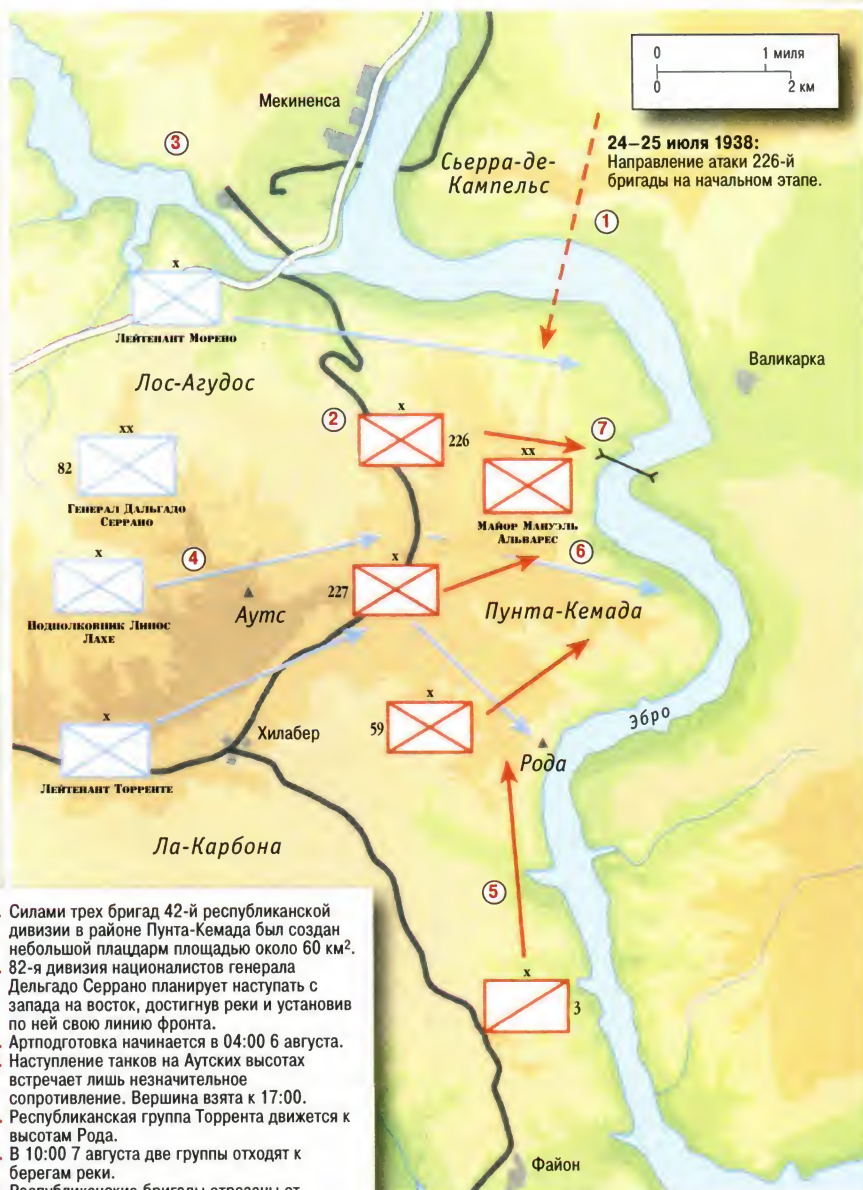 0
1 миля
0
2 км
Мекиненса
③
Сьерра-де-
Кампельс
24–25 июля 1938:
Направление атаки 226-й
бригады на начальном этапе.
①
x
Лейтенант Морено
Валикарка
Лос-Агудос
②
x
226
⑦
xx
82
Генерал Дальгадо
Серрано
xx
Майор Мануэль
Альварес
④
⑥
x
Подполковник Линос
Лахе
Аутс
x
227
Пунта-Кемада
x
59
Эбро
x
Лейтенант Торренте
Хилабер
Рода
Ла-Карбона
⑤
x
3
Файон
Силами трех бригад 42-й республиканской
дивизии в районе Пунта-Кемада был создан
небольшой плацдарм площадью около 60 км².
82-я дивизия националистов генерала
Дельгадо Серрано планирует наступать с
запада на восток, достигнув реки и установив
по ней свою линию фронта.
Артподготовка начинается в 04:00 6 августа.
Наступление танков на Аутских высотах
встречает лишь незначительное
сопротивление. Вершина взята к 17:00.
Республиканская группа Торрента движется к
высотам Рода.
В 10:00 7 августа две группы отходят к
берегам реки.